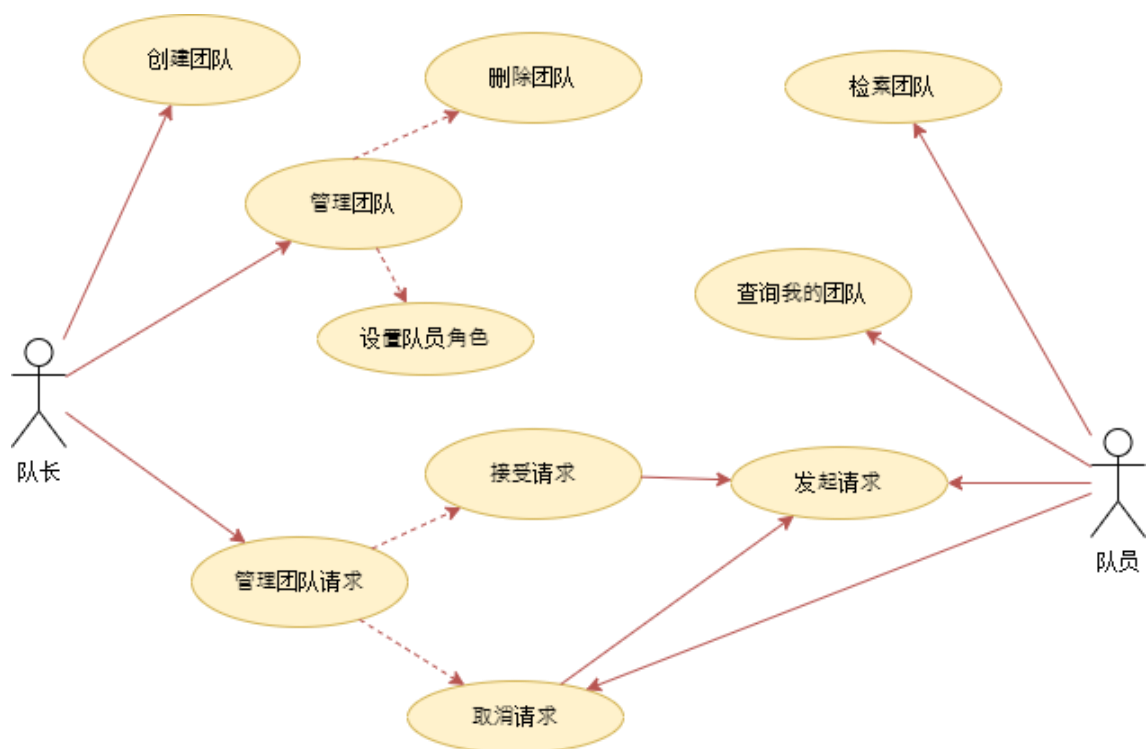 创建团队
删除团队
检索团队
管理团队
查询我的团队
设置队员角色
队长
接受请求
发起请求
队员
管理团队请求
取消请求